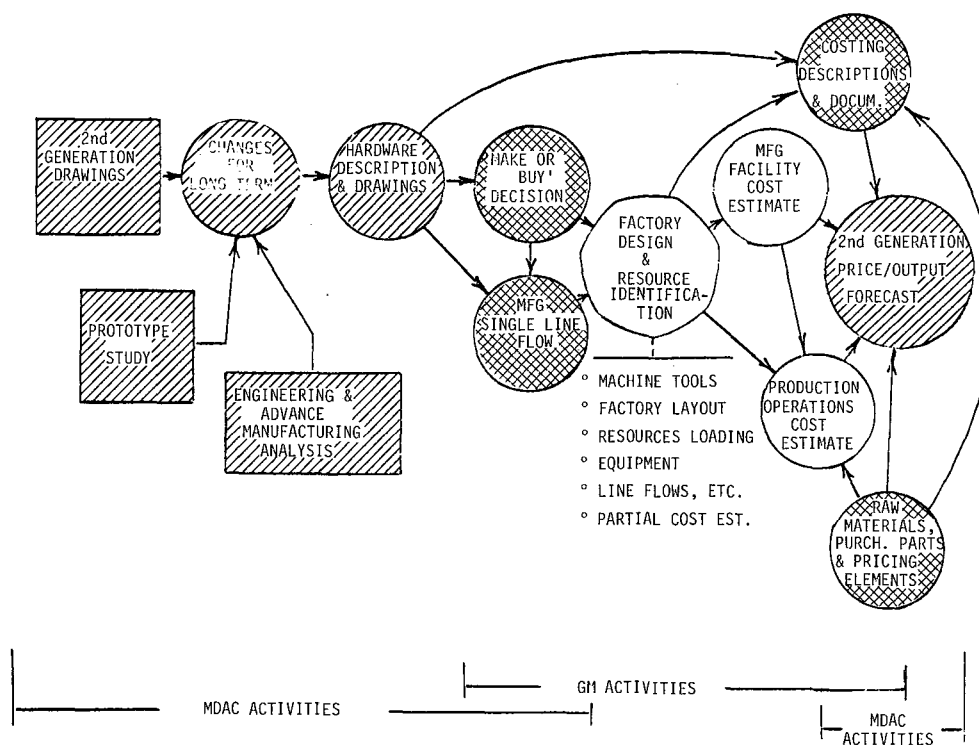 2nd
GENERATION
DRAWINGS
CHANGES
FOR
LONG TERM
HARDWARE
DESCRIPTION
& DRAWINGS
MAKE OR
BUY'
DECISION
MFG
SINGLE LINE
FLOW
PROTOTYPE
STUDY
ENGINEERING &
ADVANCE
MANUFACTURING
ANALYSIS
FACTORY
DESIGN
&
RESOURCE
IDENTIFICA-
TION
° MACHINE TOOLS
° FACTORY LAYOUT
° RESOURCES LOADING
° EQUIPMENT
° LINE FLOWS, ETC.
° PARTIAL COST EST.
COSTING
DESCRIPTIONS
& DOCUM.
MFG
FACILITY
COST
ESTIMATE
2nd GENERATION
PRICE/OUTPUT
FORECAST
PRODUCTION
OPERATIONS
COST
ESTIMATE
RAW
MATERIALS,
PURCH. PARTS
& PRICING
ELEMENTS
GM ACTIVITIES
MDAC ACTIVITIES
MDAC
ACTIVITIES